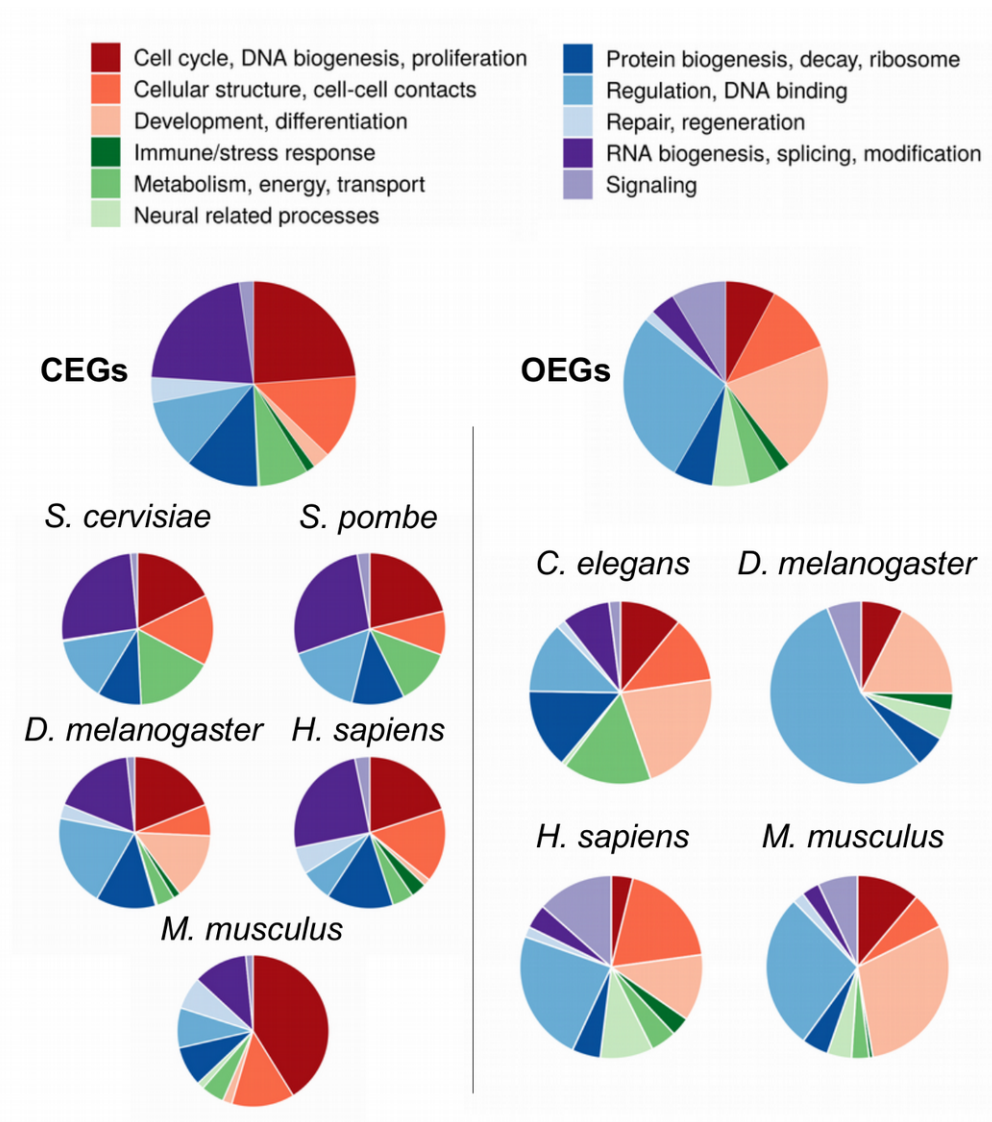 Cell cycle, DNA biogenesis, proliferation
Cellular structure, cell-cell contacts
Development, differentiation
Immune/stress response
Metabolism, energy, transport
Neural related processes
Protein biogenesis, decay, ribosome
Regulation, DNA binding
Repair, regeneration
RNA biogenesis, splicing, modification
Signaling
CEGs
OEGs
S. cervisiae
S. pombe
D. melanogaster
H. sapiens
M. musculus
C. elegans
D. melanogaster
H. sapiens
M. musculus